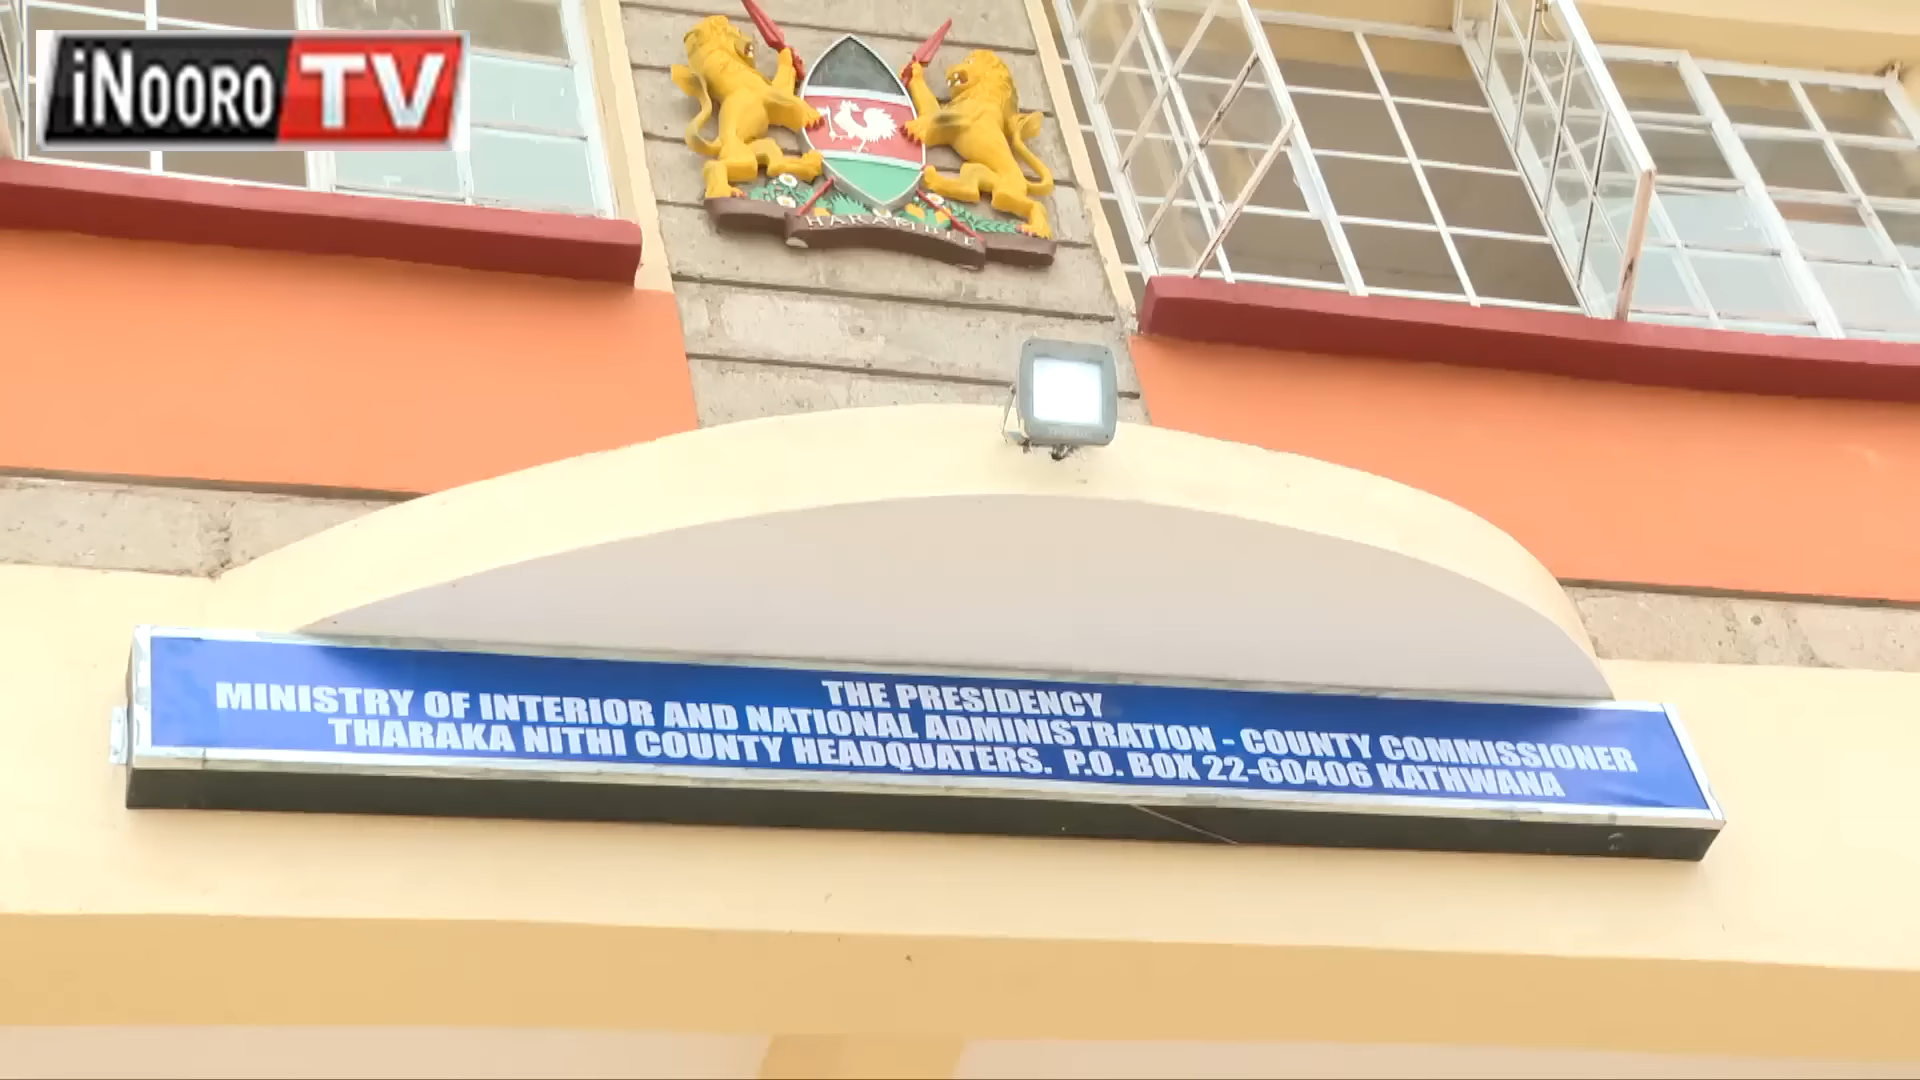 iNOORO TV
HARAMBEE
THE PRESIDENCY
MINISTRY OF INTERIOR AND NATIONAL ADMINISTRATION - COUNTY COMMISSIONER
THARAKA NITHI COUNTY HEADQUATERS. P.O. BOX 22-60406 KATHWANA